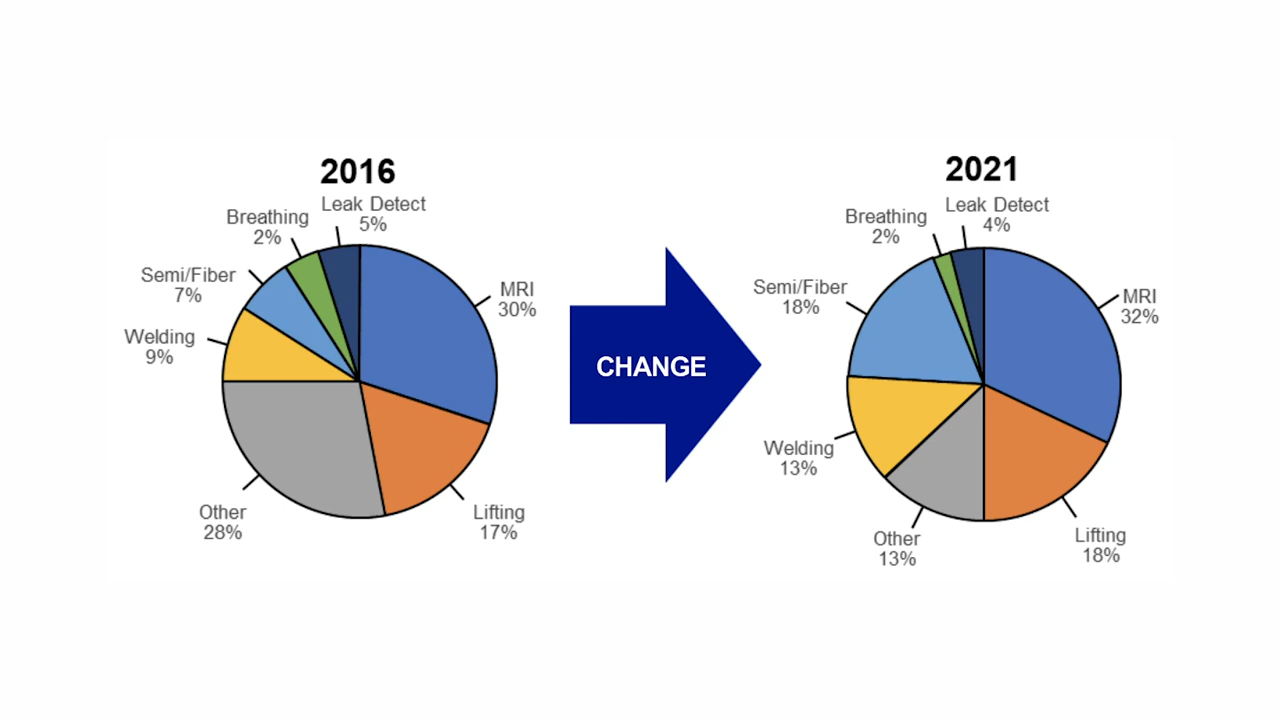 2016
Leak Detect
5%
Breathing
2%
Semi/Fiber
7%
MRI
30%
Welding
9%
Other
28%
Lifting
17%
CHANGE
2021
Leak Detect
4%
Breathing
2%
Semi/Fiber
18%
MRI
32%
Welding
13%
Other
13%
Lifting
18%